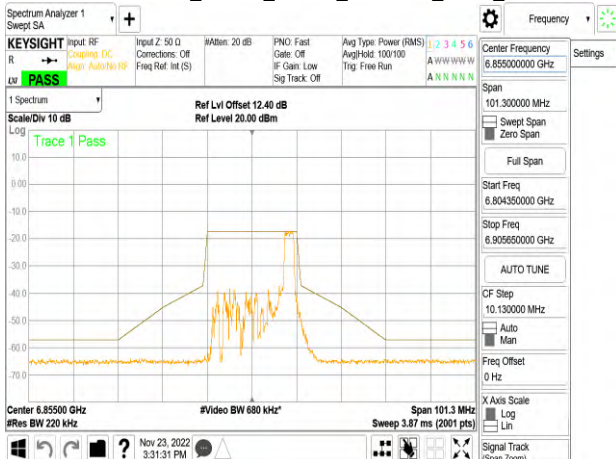 Spectrum Analyzer 1
Swept SA
+
Frequency
KEYSIGHT
R
LXI
PASS
Input: RF
Coupling: DC
Align: Auto/No RF
Input Z: 50 Ω
Corrections: Off
Freq Ref: Int (S)
#Atten: 20 dB
PNO: Fast
Gate: Off
IF Gain: Low
Sig Track: Off
Avg Type: Power (RMS)
Avg|Hold: 100/100
Trig: Free Run
1 2 3 4 5 6
A W W W W W
A N N N N N
1 Spectrum
Scale/Div 10 dB
Ref Lvl Offset 12.40 dB
Ref Level 20.00 dBm
Log
Trace 1 Pass
10.0
0.00
-10.0
-20.0
-30.0
-40.0
-50.0
-60.0
-70.0
Center 6.85500 GHz
#Res BW 220 kHz
#Video BW 680 kHz*
Span 101.3 MHz
Sweep 3.87 ms (2001 pts)
?
Nov 23, 2022
3:31:31 PM
Center Frequency
6.855000000 GHz
Settings
Span
101.300000 MHz
Swept Span
Zero Span
Full Span
Start Freq
6.804350000 GHz
Stop Freq
6.905650000 GHz
AUTO TUNE
CF Step
10.130000 MHz
Auto
Man
Freq Offset
0 Hz
X Axis Scale
Log
Lin
Signal Track
(Span Zoom)